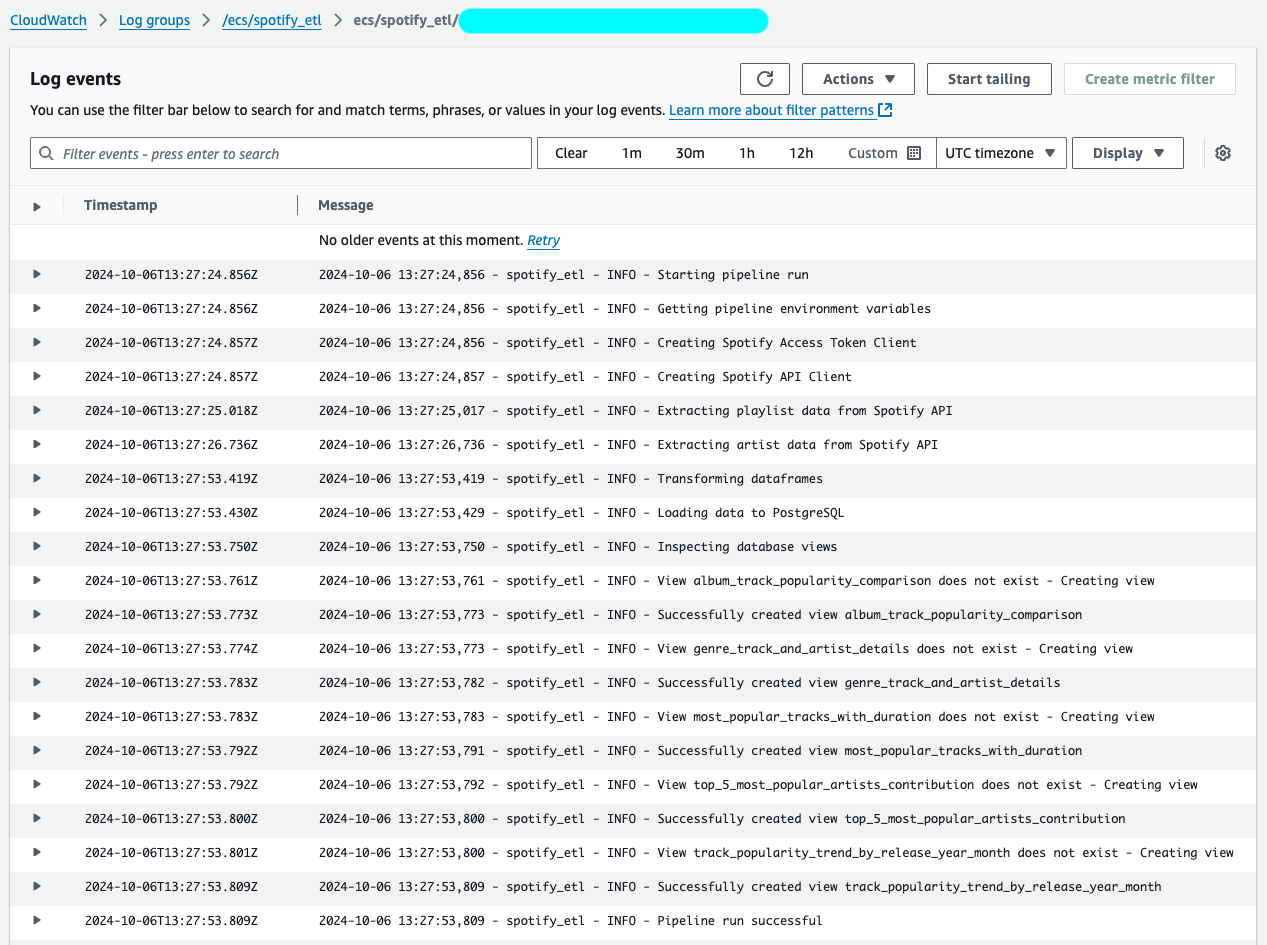 CloudWatch > Log groups > /ecs/spotify_etl > ecs/spotify_etl/
Log events
Actions
Start tailing
Create metric filter
You can use the filter bar below to search for and match terms, phrases, or values in your log events. Learn more about filter patterns
Filter events - press enter to search
Clear 1m 30m 1h 12h Custom UTC timezone Display
Timestamp Message
No older events at this moment. Retry
2024-10-06T13:27:24.856Z 2024-10-06 13:27:24,856 - spotify_etl - INFO - Starting pipeline run
2024-10-06T13:27:24.856Z 2024-10-06 13:27:24,856 - spotify_etl - INFO - Getting pipeline environment variables
2024-10-06T13:27:24.857Z 2024-10-06 13:27:24,856 - spotify_etl - INFO - Creating Spotify Access Token Client
2024-10-06T13:27:24.857Z 2024-10-06 13:27:24,857 - spotify_etl - INFO - Creating Spotify API Client
2024-10-06T13:27:25.018Z 2024-10-06 13:27:25,017 - spotify_etl - INFO - Extracting playlist data from Spotify API
2024-10-06T13:27:26.736Z 2024-10-06 13:27:26,736 - spotify_etl - INFO - Extracting artist data from Spotify API
2024-10-06T13:27:53.419Z 2024-10-06 13:27:53,419 - spotify_etl - INFO - Transforming dataframes
2024-10-06T13:27:53.430Z 2024-10-06 13:27:53,429 - spotify_etl - INFO - Loading data to PostgreSQL
2024-10-06T13:27:53.750Z 2024-10-06 13:27:53,750 - spotify_etl - INFO - Inspecting database views
2024-10-06T13:27:53.761Z 2024-10-06 13:27:53,761 - spotify_etl - INFO - View album_track_popularity_comparison does not exist - Creating view
2024-10-06T13:27:53.773Z 2024-10-06 13:27:53,773 - spotify_etl - INFO - Successfully created view album_track_popularity_comparison
2024-10-06T13:27:53.774Z 2024-10-06 13:27:53,773 - spotify_etl - INFO - View genre_track_and_artist_details does not exist - Creating view
2024-10-06T13:27:53.783Z 2024-10-06 13:27:53,782 - spotify_etl - INFO - Successfully created view genre_track_and_artist_details
2024-10-06T13:27:53.783Z 2024-10-06 13:27:53,783 - spotify_etl - INFO - View most_popular_tracks_with_duration does not exist - Creating view
2024-10-06T13:27:53.792Z 2024-10-06 13:27:53,791 - spotify_etl - INFO - Successfully created view most_popular_tracks_with_duration
2024-10-06T13:27:53.792Z 2024-10-06 13:27:53,792 - spotify_etl - INFO - View top_5_most_popular_artists_contribution does not exist - Creating view
2024-10-06T13:27:53.800Z 2024-10-06 13:27:53,800 - spotify_etl - INFO - Successfully created view top_5_most_popular_artists_contribution
2024-10-06T13:27:53.801Z 2024-10-06 13:27:53,800 - spotify_etl - INFO - View track_popularity_trend_by_release_year_month does not exist - Creating view
2024-10-06T13:27:53.809Z 2024-10-06 13:27:53,809 - spotify_etl - INFO - Successfully created view track_popularity_trend_by_release_year_month
2024-10-06T13:27:53.809Z 2024-10-06 13:27:53,809 - spotify_etl - INFO - Pipeline run successful